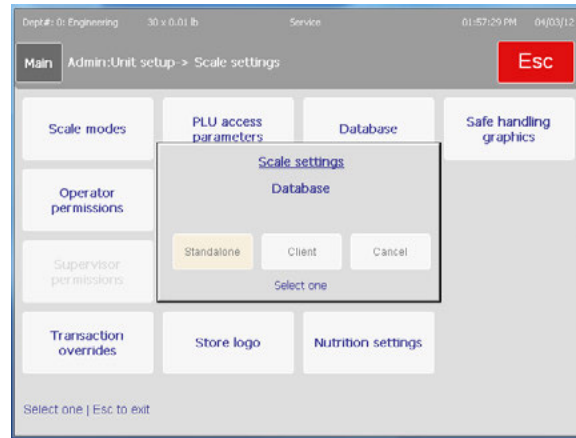 Dept#: 0: Engineering 30 x 0.01 lb Service 01:57:29 PM 04/03/12
Main Admin:Unit setup-> Scale settings Esc
Scale modes
PLU access
parameters
Database
Safe handling
graphics
Scale settings
Database
Operator
permissions
Standalone Client Cancel
Select one
Supervisor
permissions
Transaction
overrides
Store logo
Nutrition settings
Select one | Esc to exit